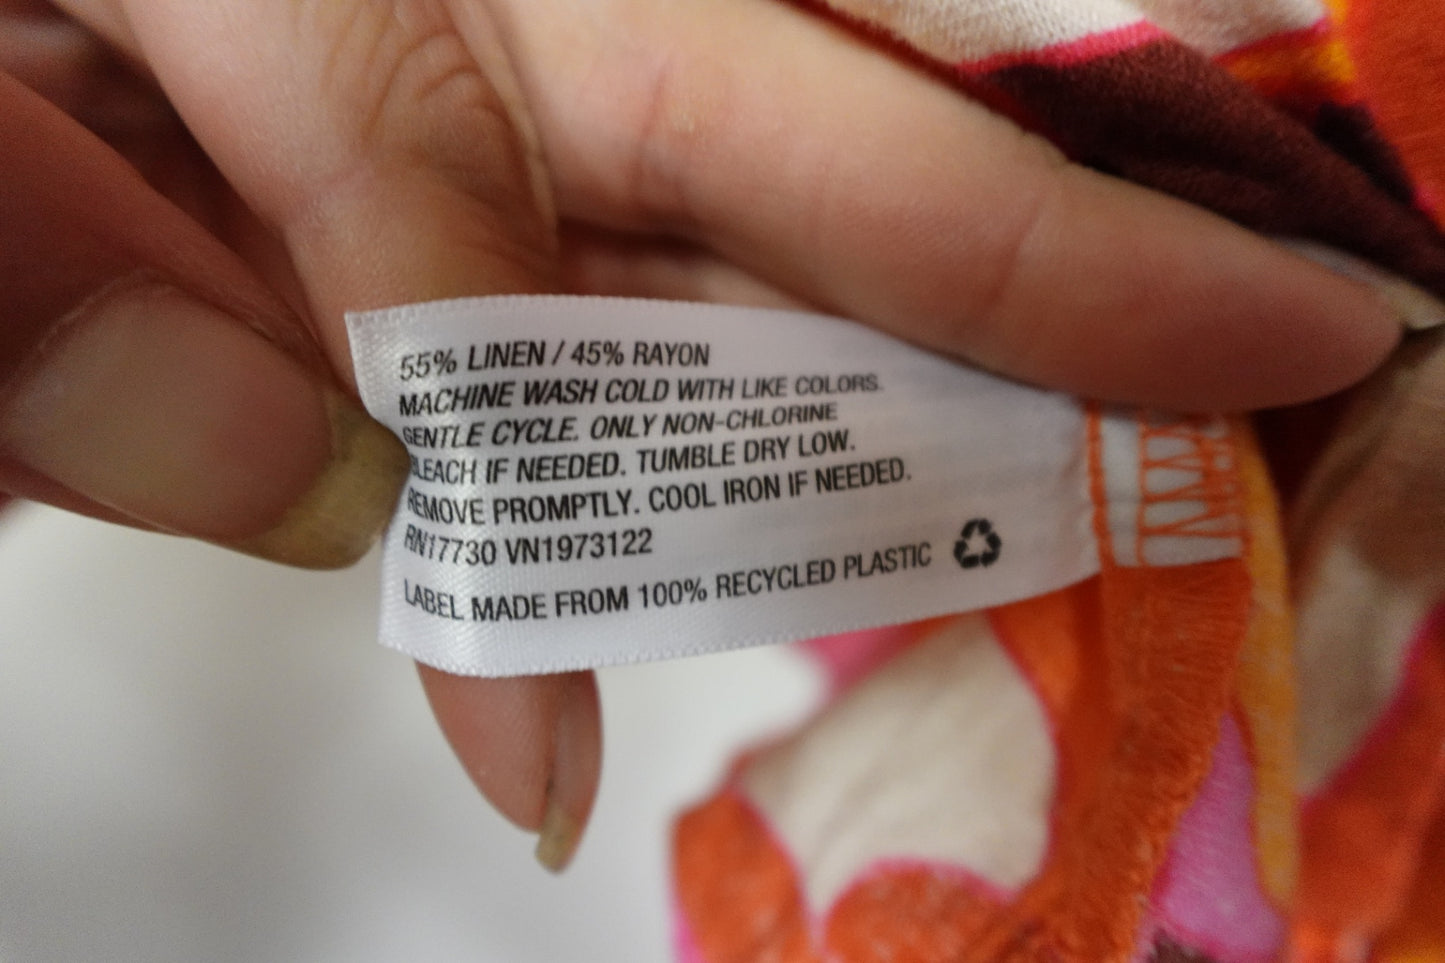 55% LINEN / 45% RAYON
MACHINE WASH COLD WITH LIKE COLORS.
GENTLE CYCLE. ONLY NON-CHLORINE
BLEACH IF NEEDED. TUMBLE DRY LOW.
REMOVE PROMPTLY. COOL IRON IF NEEDED.
RN17730 VN1973122
LABEL MADE FROM 100% RECYCLED PLASTIC